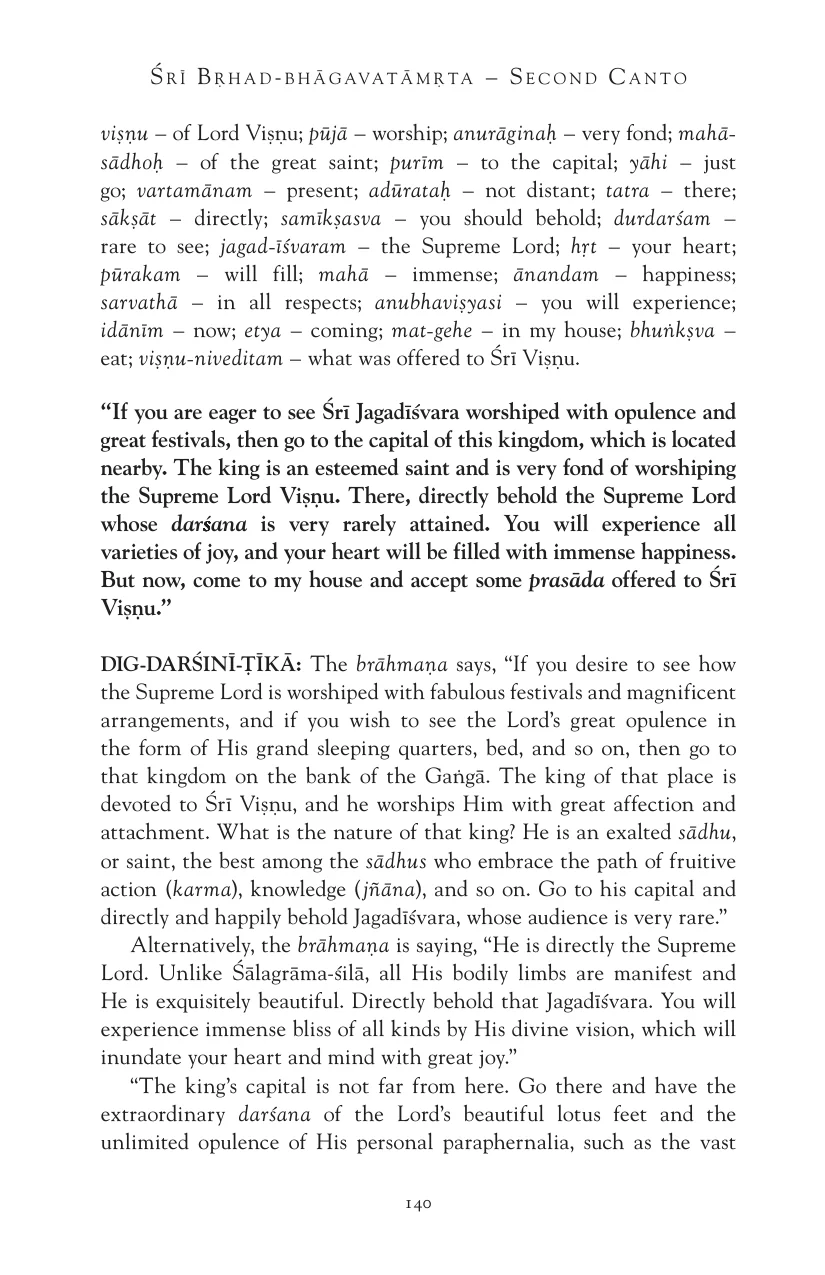 Śrī Bṛhad-bhāgavatāmṛta – Second Canto
viṣṇu – of Lord Viṣṇu; pūjā – worship; anurāginaḥ – very fond; mahā-
sādhoḥ – of the great saint; purīm – to the capital; yāhi – just
go; vartamānam – present; adūrataḥ – not distant; tatra – there;
sākṣāt – directly; samīkṣasva – you should behold; durdarśam –
rare to see; jagad-īśvaram – the Supreme Lord; hṛt – your heart;
pūrakam – will fill; mahā – immense; ānandam – happiness;
sarvathā – in all respects; anubhaviṣyasi – you will experience;
idānīm – now; etya – coming; mat-gehe – in my house; bhuṅkṣva –
eat; viṣṇu-niveditam – what was offered to Śrī Viṣṇu.
“If you are eager to see Śrī Jagadīśvara worshiped with opulence and
great festivals, then go to the capital of this kingdom, which is located
nearby. The king is an esteemed saint and is very fond of worshiping
the Supreme Lord Viṣṇu. There, directly behold the Supreme Lord
whose darśana is very rarely attained. You will experience all
varieties of joy, and your heart will be filled with immense happiness.
But now, come to my house and accept some prasāda offered to Śrī
Viṣṇu.”
DIG-DARŚINĪ-ṬĪKĀ: The brāhmaṇa says, “If you desire to see how
the Supreme Lord is worshiped with fabulous festivals and magnificent
arrangements, and if you wish to see the Lord’s great opulence in
the form of His grand sleeping quarters, bed, and so on, then go to
that kingdom on the bank of the Gaṅgā. The king of that place is
devoted to Śrī Viṣṇu, and he worships Him with great affection and
attachment. What is the nature of that king? He is an exalted sādhu,
or saint, the best among the sādhus who embrace the path of fruitive
action (karma), knowledge (jñāna), and so on. Go to his capital and
directly and happily behold Jagadīśvara, whose audience is very rare.”
Alternatively, the brāhmaṇa is saying, “He is directly the Supreme
Lord. Unlike Śālagrāma-śilā, all His bodily limbs are manifest and
He is exquisitely beautiful. Directly behold that Jagadīśvara. You will
experience immense bliss of all kinds by His divine vision, which will
inundate your heart and mind with great joy.”
“The king’s capital is not far from here. Go there and have the
extraordinary darśana of the Lord’s beautiful lotus feet and the
unlimited opulence of His personal paraphernalia, such as the vast
140